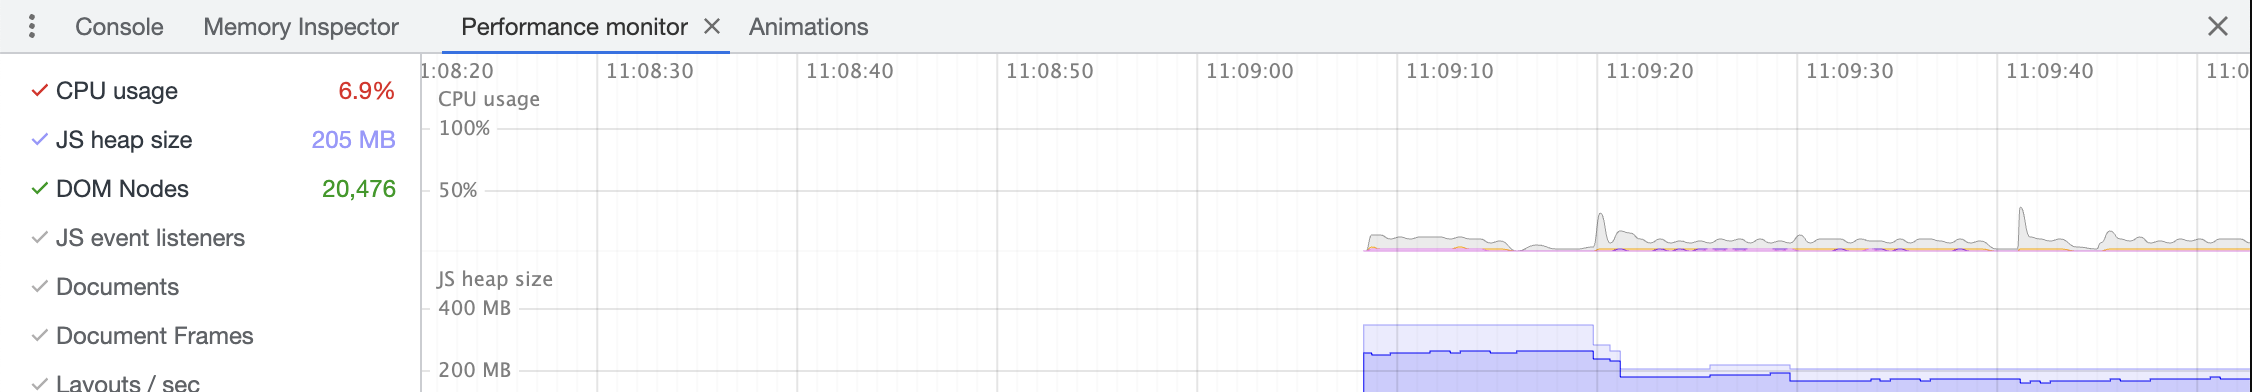 Console Memory Inspector Performance monitor Animations
CPU usage 6.9%
JS heap size 205 MB
DOM Nodes 20,476
JS event listeners
Documents
Document Frames
Layouts / sec
1:08:20 11:08:30 11:08:40 11:08:50 11:09:00 11:09:10 11:09:20 11:09:30 11:09:40 11:0
CPU usage
100%
50%
JS heap size
400 MB
200 MB